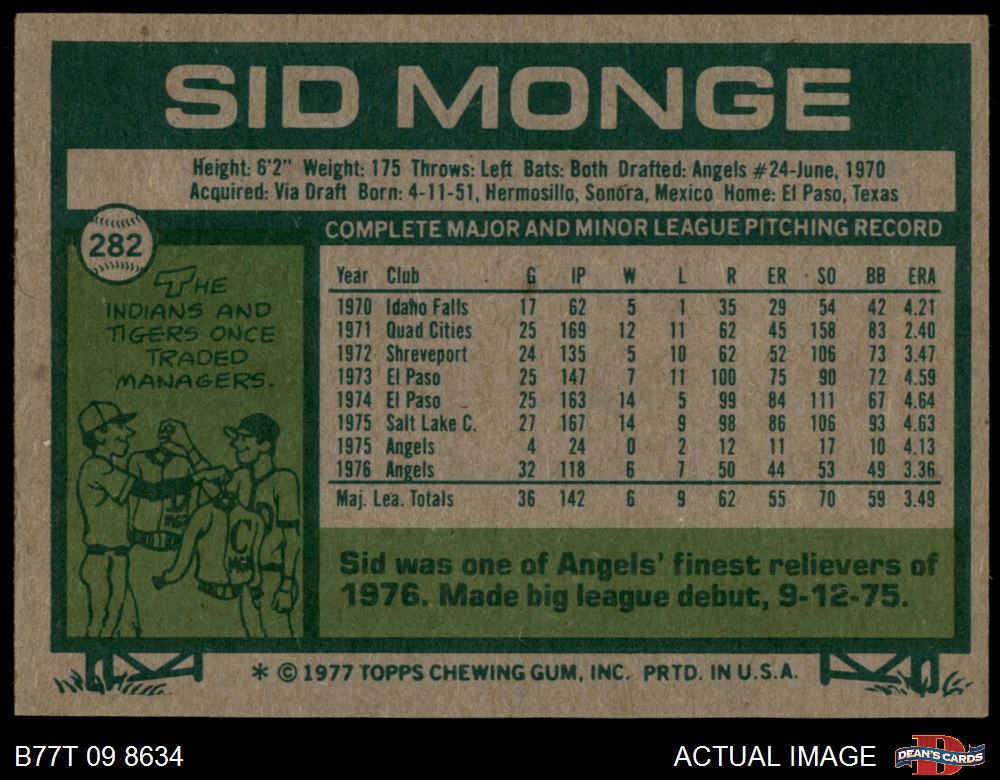 SID MONGE
Height: 6'2" Weight: 175 Throws: Left Bats: Both Drafted: Angels #24-June, 1970
Acquired: Via Draft Born: 4-11-51, Hermosillo, Sonora, Mexico Home: El Paso, Texas
282
THE
INDIANS AND
TIGERS ONCE
TRADED
MANAGERS.
C
COMPLETE MAJOR AND MINOR LEAGUE PITCHING RECORD
Year Club G IP W L R ER SO BB ERA
1970 Idaho Falls 17 62 5 1 35 29 54 42 4.21
1971 Quad Cities 25 169 12 11 62 45 158 83 2.40
1972 Shreveport 24 135 5 10 62 52 106 73 3.47
1973 El Paso 25 147 7 11 100 75 90 72 4.59
1974 El Paso 25 163 14 5 99 84 111 67 4.64
1975 Salt Lake C. 27 167 14 9 98 86 106 93 4.63
1975 Angels 4 24 0 2 12 11 17 10 4.13
1976 Angels 32 118 6 7 50 44 53 49 3.36
Maj. Lea. Totals 36 142 6 9 62 55 70 59 3.49
Sid was one of Angels' finest relievers of
1976. Made big league debut, 9-12-75.
* © 1977 TOPPS CHEWING GUM, INC. PRTD. IN U.S.A.
B77T 09 8634
ACTUAL IMAGE
D
DEAN'S CARDS